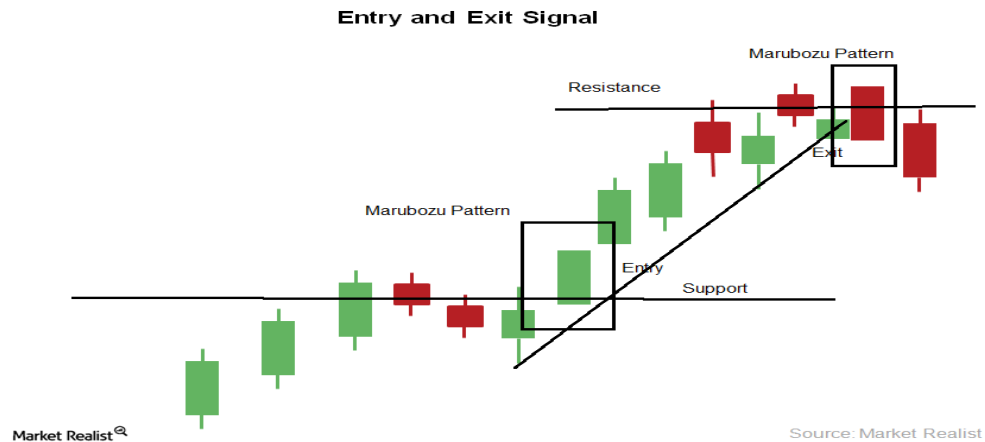 Entry and Exit Signal
Marubozu Pattern
Resistance
Exit
Marubozu Pattern
Entry
Support
Market Realist
Source: Market Realist